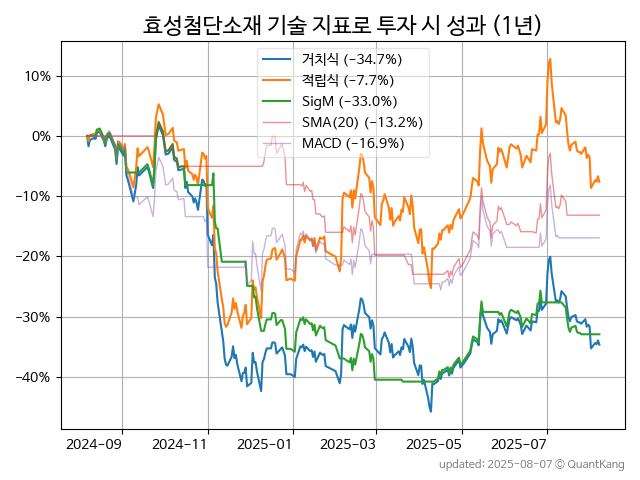 효성첨단소재 기술 지표로 투자 시 성과 (1년)
거치식 (−34.7%)
적립식 (−7.7%)
SigM (−33.0%)
SMA(20) (−13.2%)
MACD (−16.9%)
10%
0%
−10%
−20%
−30%
−40%
2024-09 2024-11 2025-01 2025-03 2025-05 2025-07
updated: 2025-08-07 © QuantKang